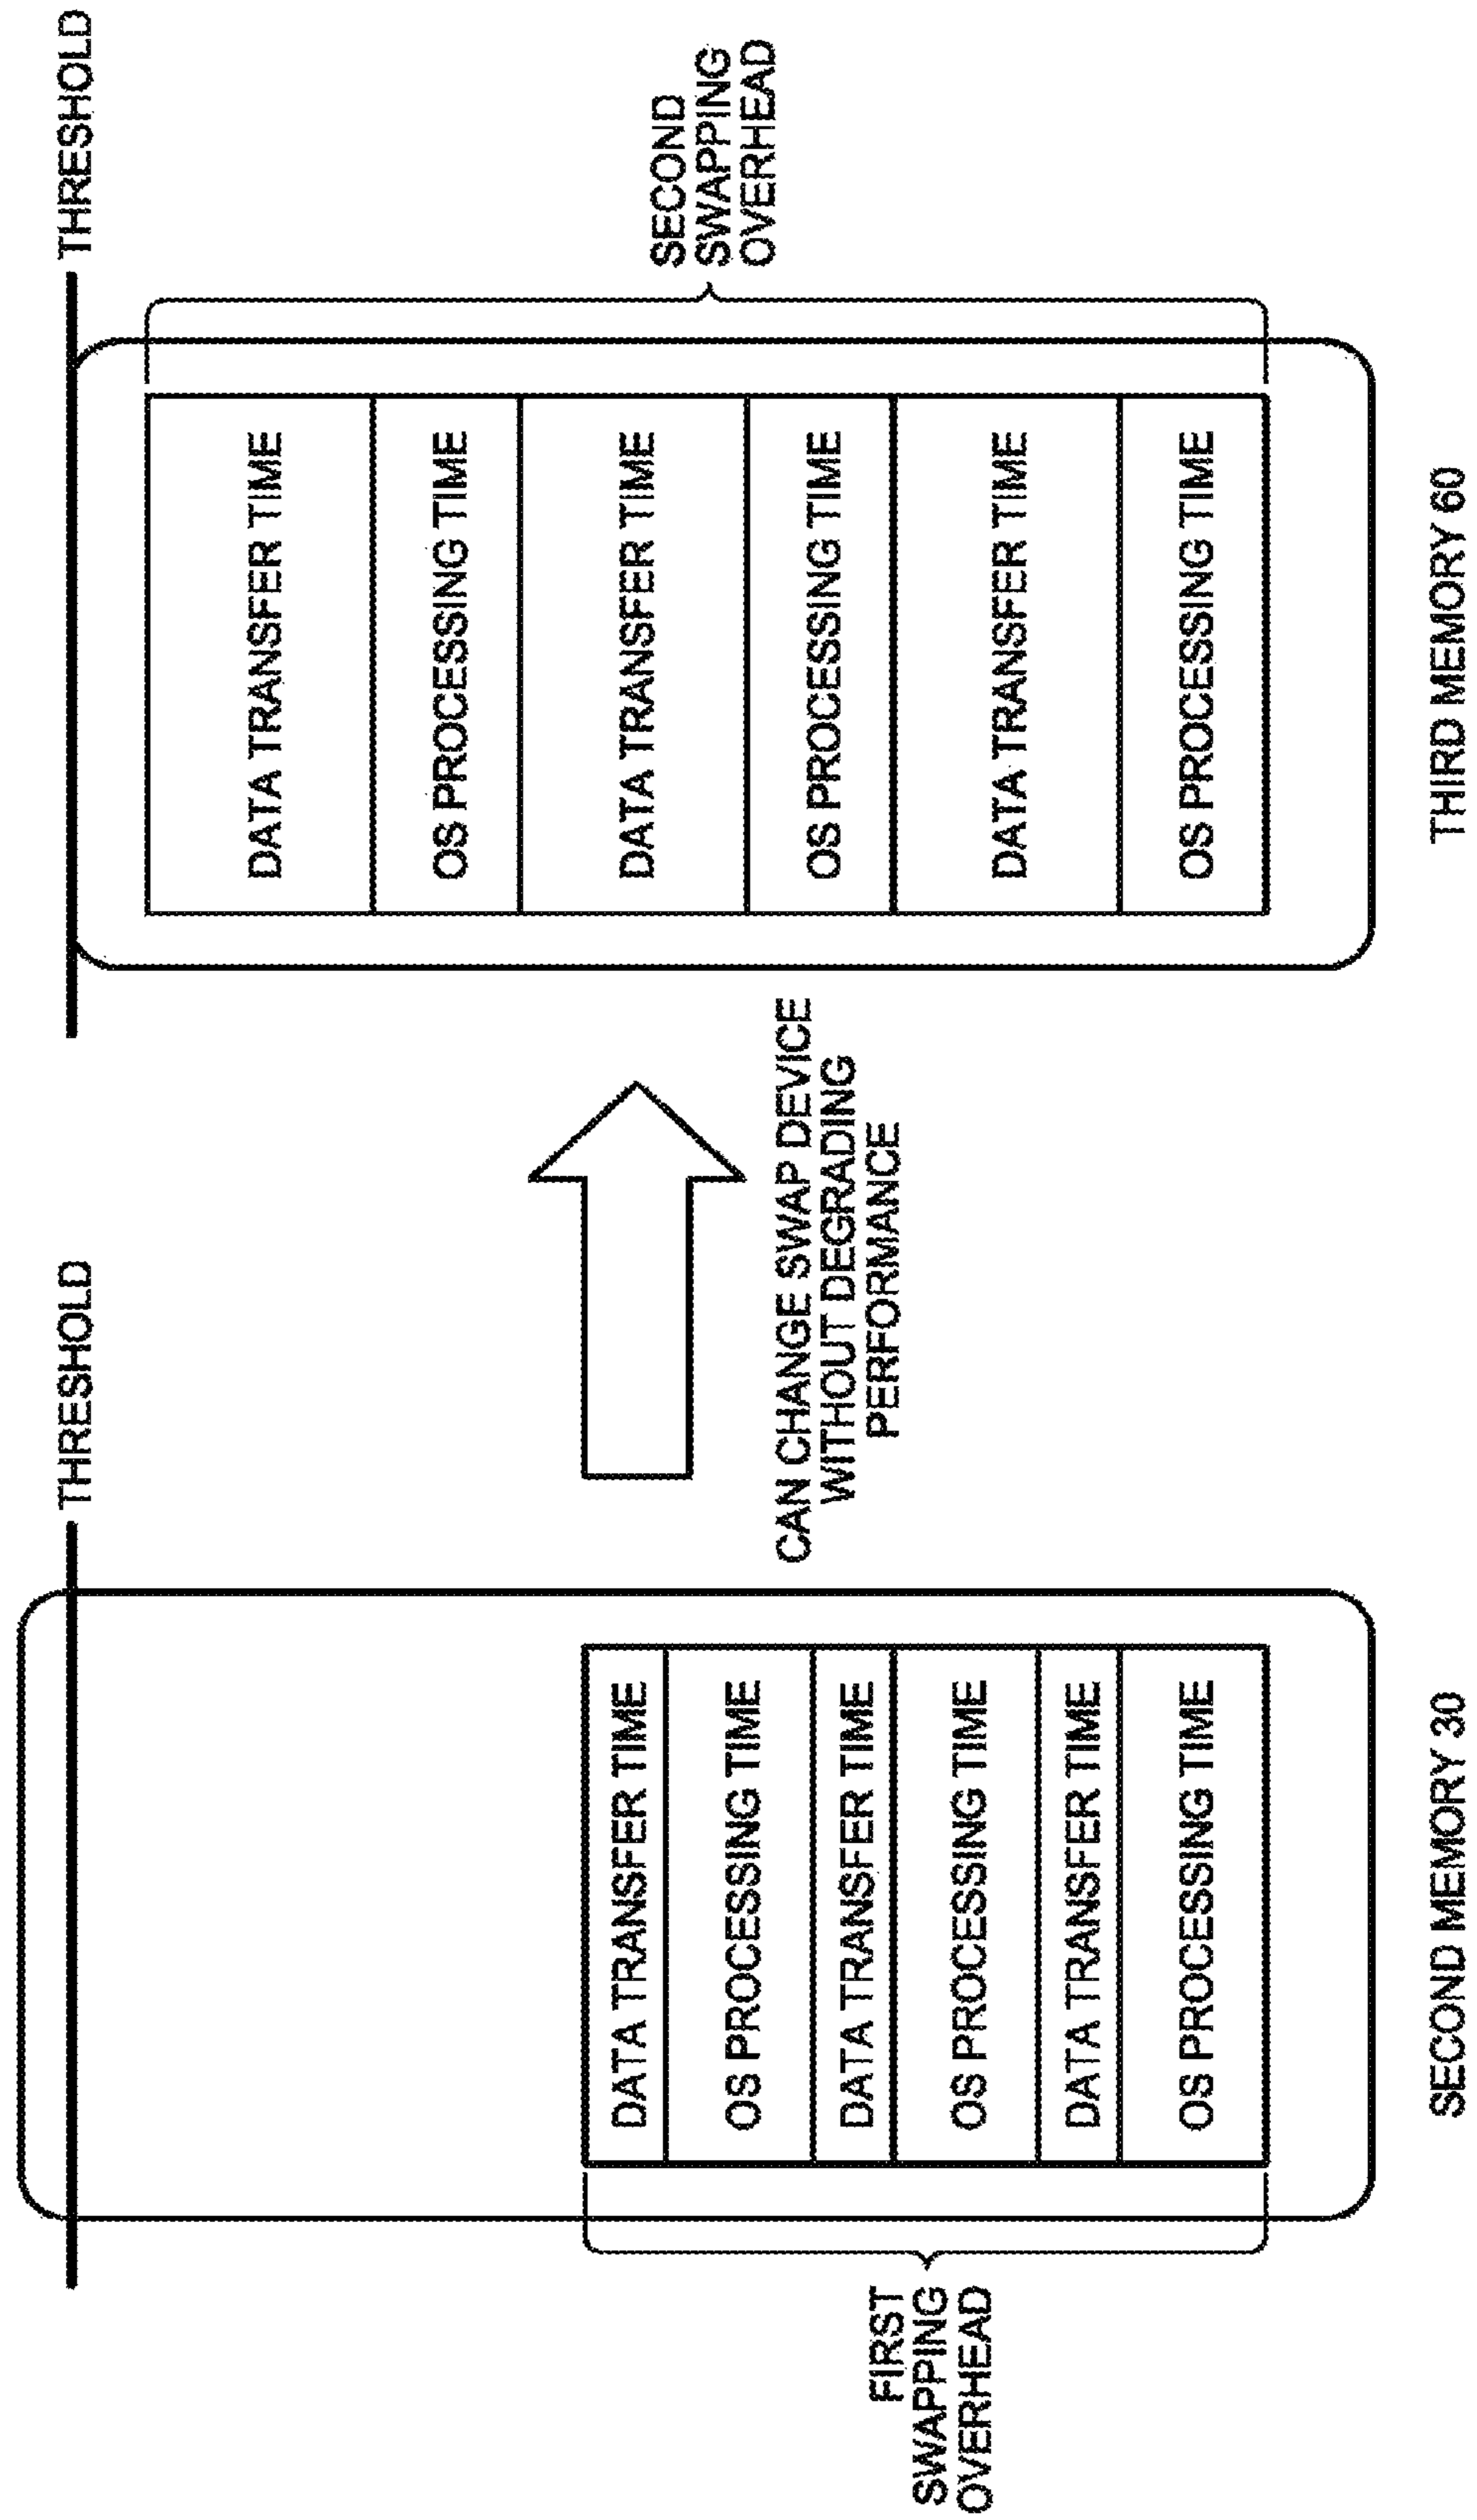 THRESHOLD
THRESHOLD
FIRST
SWAPPING
OVERHEAD
DATA TRANSFER TIME
OS PROCESSING TIME
DATA TRANSFER TIME
OS PROCESSING TIME
DATA TRANSFER TIME
OS PROCESSING TIME
SECOND MEMORY 30
CAN CHANGE SWAP DEVICE
WITHOUT DEGRADING
PERFORMANCE
DATA TRANSFER TIME
OS PROCESSING TIME
DATA TRANSFER TIME
OS PROCESSING TIME
DATA TRANSFER TIME
OS PROCESSING TIME
THIRD MEMORY 60
SECOND
SWAPPING
OVERHEAD